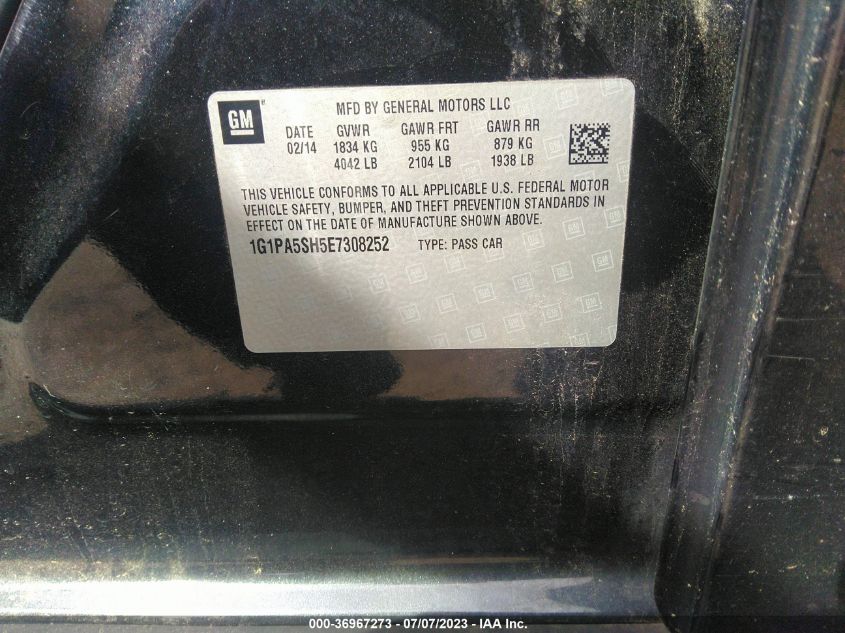 GM
MFD BY GENERAL MOTORS LLC
DATE GVWR GAWR FRT GAWR RR
02/14 1834 KG 955 KG 879 KG
4042 LB 2104 LB 1938 LB
THIS VEHICLE CONFORMS TO ALL APPLICABLE U.S. FEDERAL MOTOR
VEHICLE SAFETY, BUMPER, AND THEFT PREVENTION STANDARDS IN
EFFECT ON THE DATE OF MANUFACTURE SHOWN ABOVE.
1G1PA5SH5E7308252 TYPE: PASS CAR
000-36967273 - 07/07/2023 - IAA Inc.